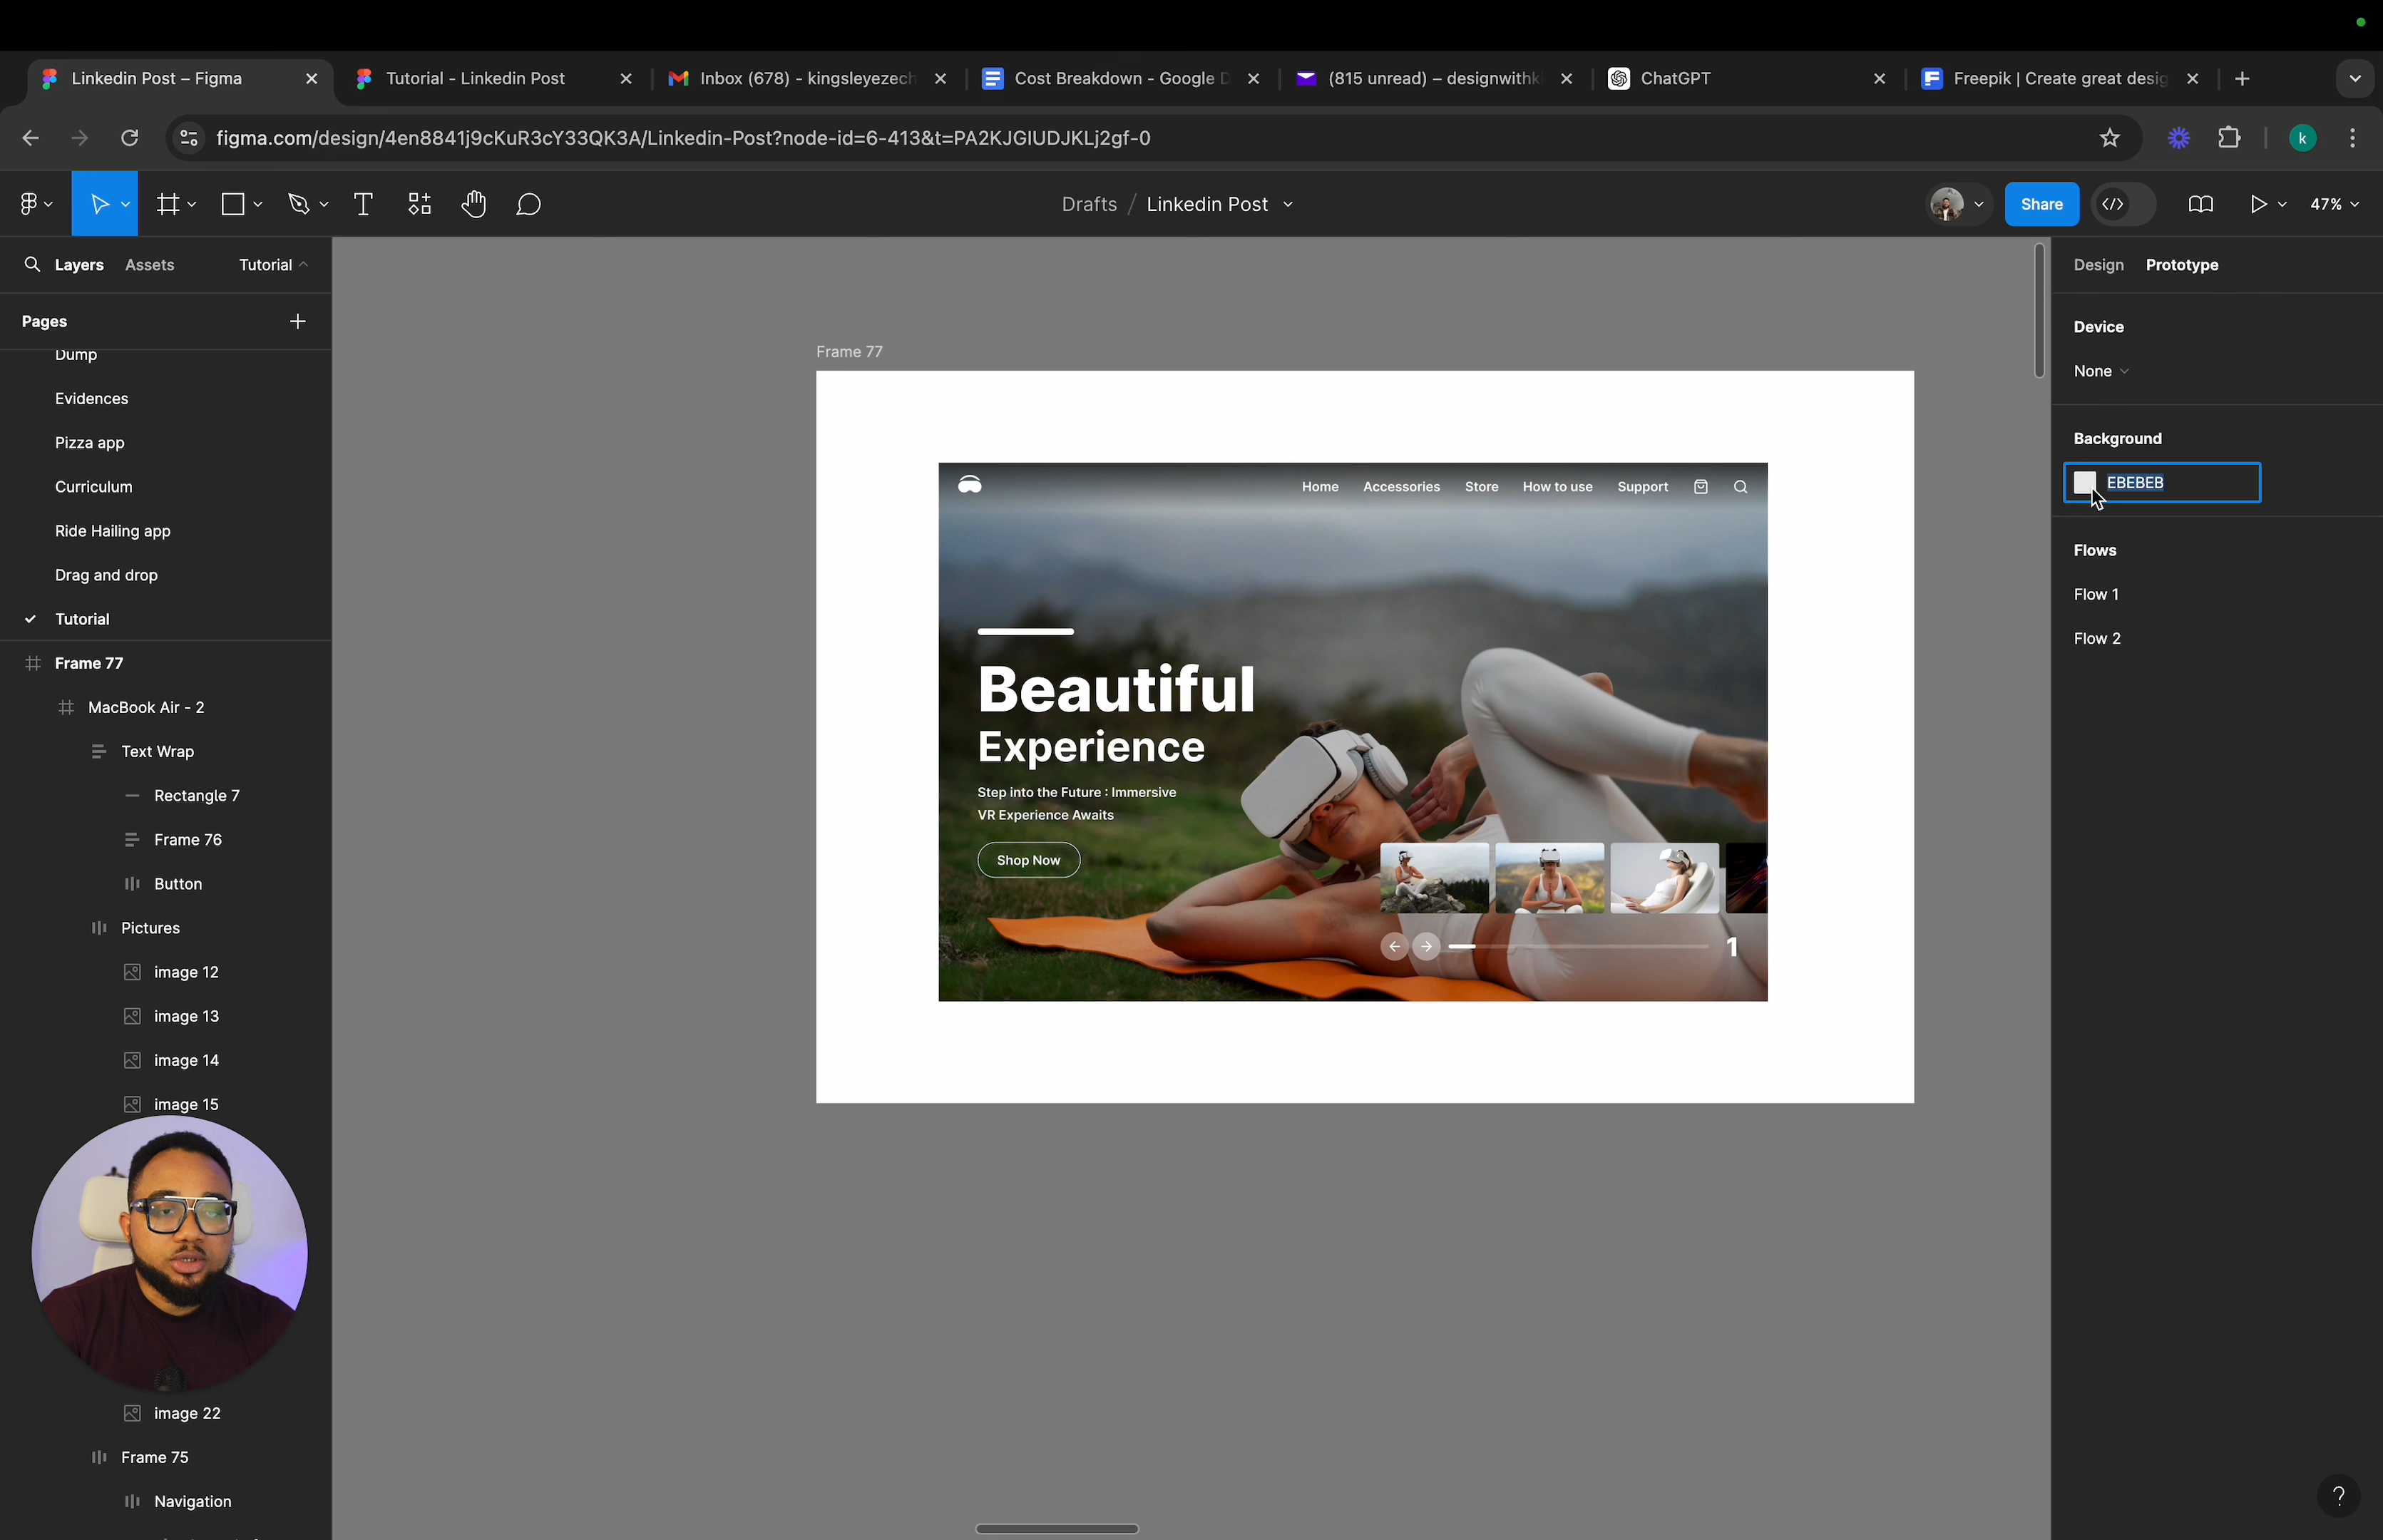 Linkedin Post – Figma
Tutorial - Linkedin Post
Inbox (678) - kingsleyezech
Cost Breakdown - Google D
(815 unread) – designwithki
ChatGPT
Freepik | Create great desig
figma.com/design/4en8841j9cKuR3cY33QK3A/Linkedin-Post?node-id=6-413&t=PA2KJGIUDJKLj2gf-0
k
Drafts / Linkedin Post
Share
47%
Layers
Assets
Tutorial
Design
Prototype
Pages
Dump
Evidences
Pizza app
Curriculum
Ride Hailing app
Drag and drop
Tutorial
Frame 77
MacBook Air - 2
Text Wrap
Rectangle 7
Frame 76
Button
Pictures
image 12
image 13
image 14
image 15
image 22
Frame 75
Navigation
Frame 77
Home
Accessories
Store
How to use
Support
Beautiful
Experience
Step into the Future : Immersive
VR Experience Awaits
Shop Now
1
Device
None
Background
EBEBEB
Flows
Flow 1
Flow 2
?